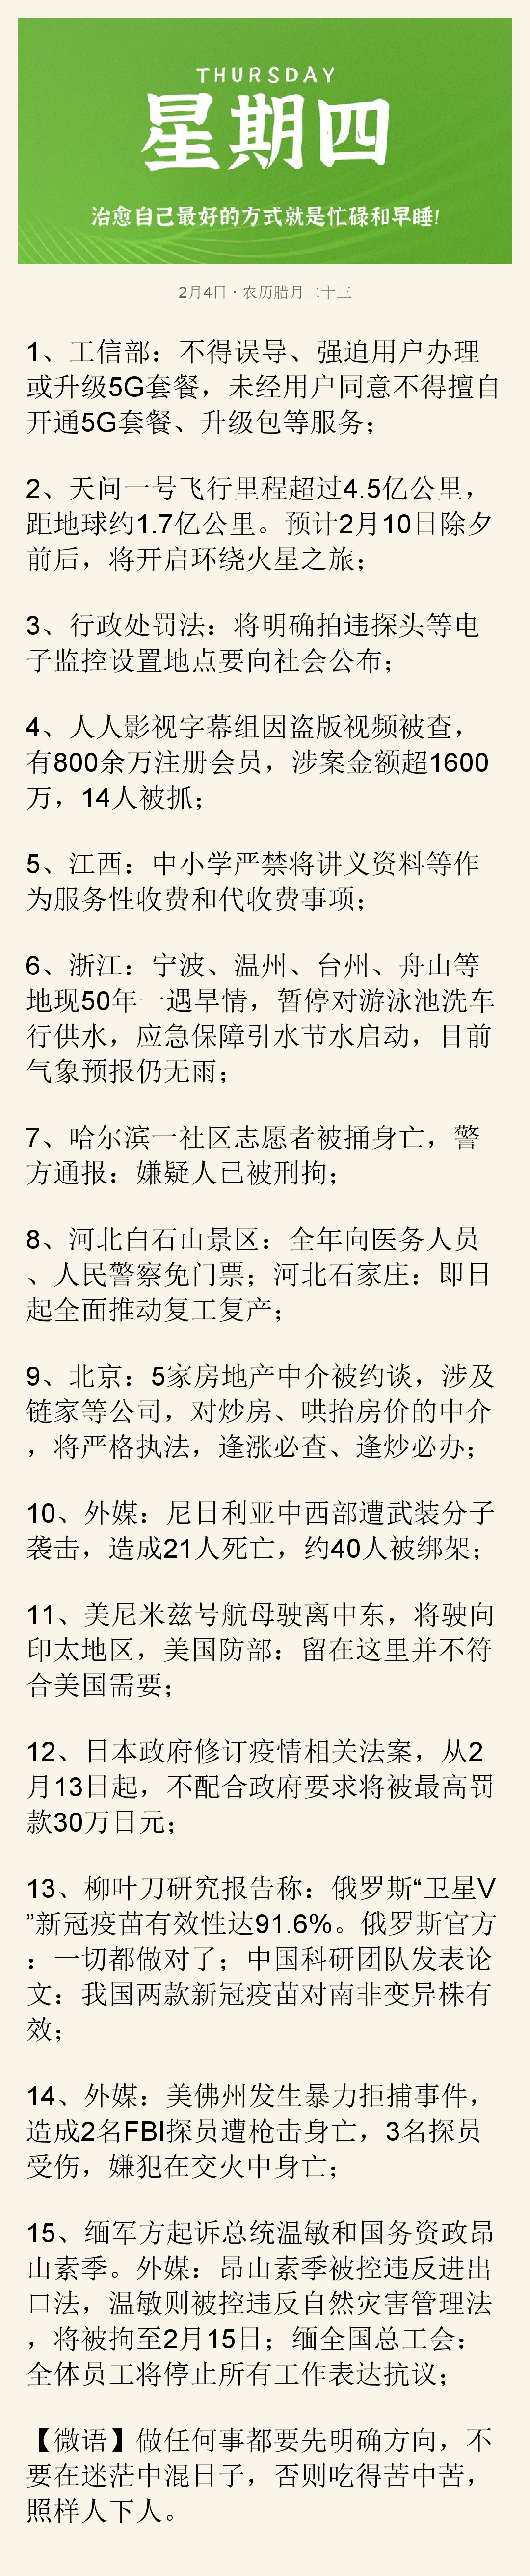 THURSDAY
星期四
治愈自己最好的方式就是忙碌和早睡!
2月4日 · 农历腊月二十三
1、工信部：不得误导、强迫用户办理
或升级5G套餐，未经用户同意不得擅自
开通5G套餐、升级包等服务；
2、天问一号飞行里程超过4.5亿公里，
距地球约1.7亿公里。预计2月10日除夕
前后，将开启环绕火星之旅；
3、行政处罚法：将明确拍违探头等电
子监控设置地点要向社会公布；
4、人人影视字幕组因盗版视频被查，
有800余万注册会员，涉案金额超1600
万，14人被抓；
5、江西：中小学严禁将讲义资料等作
为服务性收费和代收费事项；
6、浙江：宁波、温州、台州、舟山等
地现50年一遇旱情，暂停对游泳池洗车
行供水，应急保障引水节水启动，目前
气象预报仍无雨；
7、哈尔滨一社区志愿者被捅身亡，警
方通报：嫌疑人已被刑拘；
8、河北白石山景区：全年向医务人员
、人民警察免门票；河北石家庄：即日
起全面推动复工复产；
9、北京：5家房地产中介被约谈，涉及
链家等公司，对炒房、哄抬房价的中介
，将严格执法，逢涨必查、逢炒必办；
10、外媒：尼日利亚中西部遭武装分子
袭击，造成21人死亡，约40人被绑架；
11、美尼米兹号航母驶离中东，将驶向
印太地区，美国防部：留在这里并不符
合美国需要；
12、日本政府修订疫情相关法案，从2
月13日起，不配合政府要求将被最高罚
款30万日元；
13、柳叶刀研究报告称：俄罗斯“卫星V
”新冠疫苗有效性达91.6%。俄罗斯官方
：一切都做对了；中国科研团队发表论
文：我国两款新冠疫苗对南非变异株有
效；
14、外媒：美佛州发生暴力拒捕事件，
造成2名FBI探员遭枪击身亡，3名探员
受伤，嫌犯在交火中身亡；
15、缅军方起诉总统温敏和国务资政昂
山素季。外媒：昂山素季被控违反进出
口法，温敏则被控违反自然灾害管理法
，将被拘至2月15日；缅全国总工会：
全体员工将停止所有工作表达抗议；
【微语】做任何事都要先明确方向，不
要在迷茫中混日子，否则吃得苦中苦，
照样人下人。